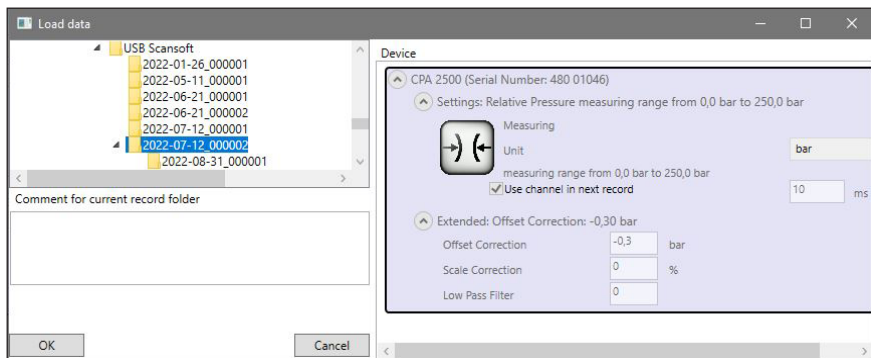 Load data
USB Scansoft
2022-01-26_000001
2022-05-11_000001
2022-06-21_000001
2022-06-21_000002
2022-07-12_000001
2022-07-12_000002
2022-08-31_000001
Comment for current record folder
OK
Cancel
Device
CPA 2500 (Serial Number: 480 01046)
Settings: Relative Pressure measuring range from 0,0 bar to 250,0 bar
Measuring
Unit
bar
measuring range from 0,0 bar to 250,0 bar
Use channel in next record
10 ms
Extended: Offset Correction: -0,30 bar
Offset Correction -0,3 bar
Scale Correction 0 %
Low Pass Filter 0